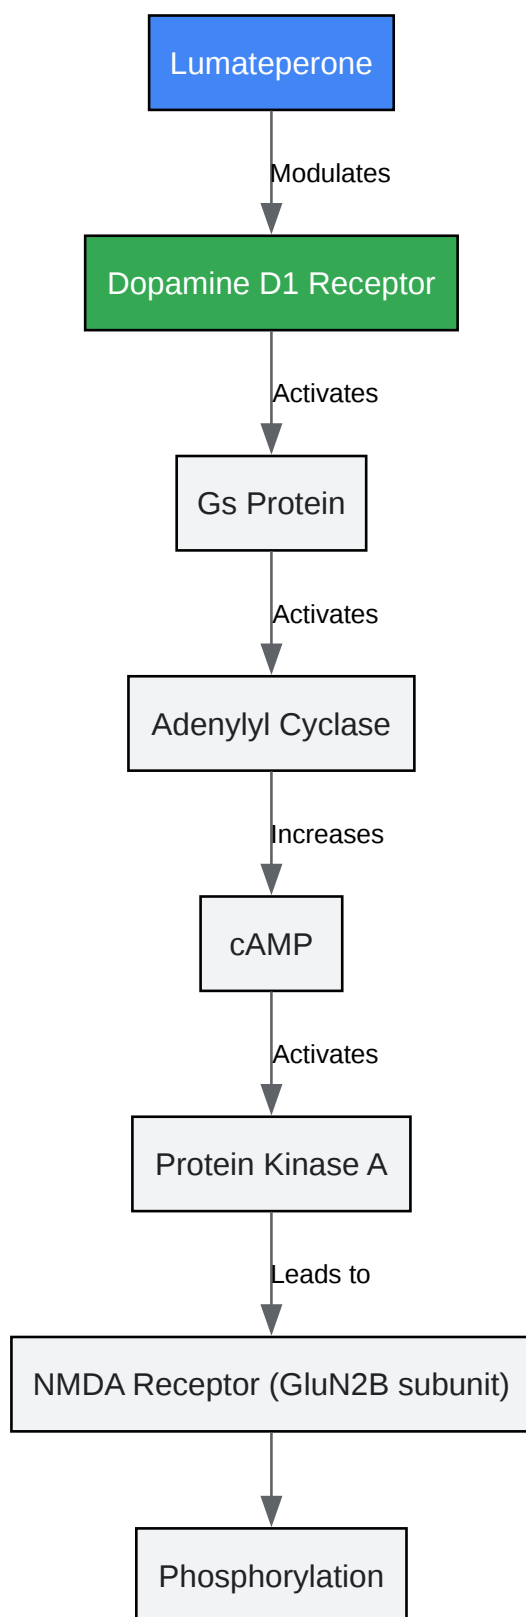 Lumateperone
Modulates
Dopamine D1 Receptor
Activates
Gs Protein
Activates
Adenylyl Cyclase
Increases
cAMP
Activates
Protein Kinase A
Leads to
NMDA Receptor (GluN2B subunit)
Phosphorylation